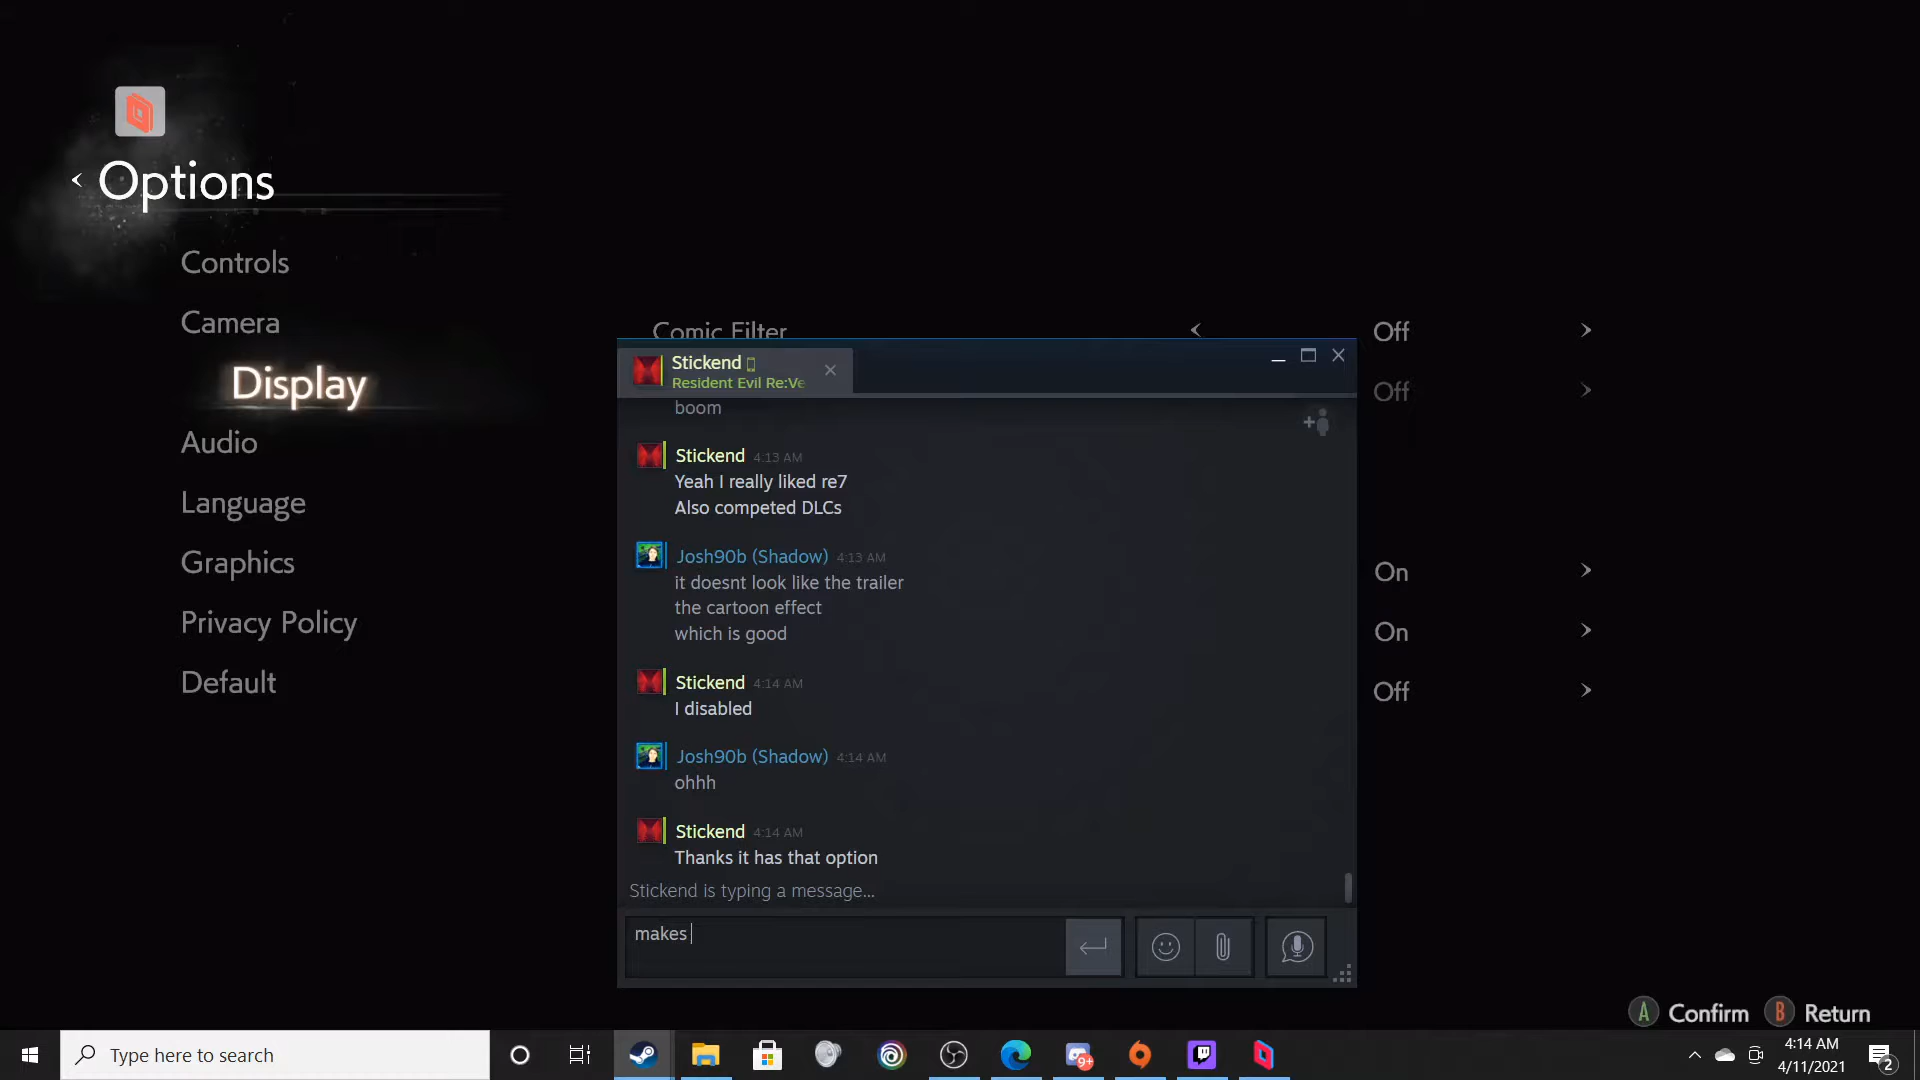 Options
Controls
Camera
Display
Audio
Language
Graphics
Privacy Policy
Default
Comic Filter
Off
Off
On
On
Off
Stickend
Resident Evil Re:Ve
boom
Stickend 4:13 AM
Yeah I really liked re7
Also competed DLCs
Josh90b (Shadow) 4:13 AM
it doesnt look like the trailer
the cartoon effect
which is good
Stickend 4:14 AM
I disabled
Josh90b (Shadow) 4:14 AM
ohhh
Stickend 4:14 AM
Thanks it has that option
Stickend is typing a message...
makes
A Confirm B Return
Type here to search
9+
4:14 AM
4/11/2021
2